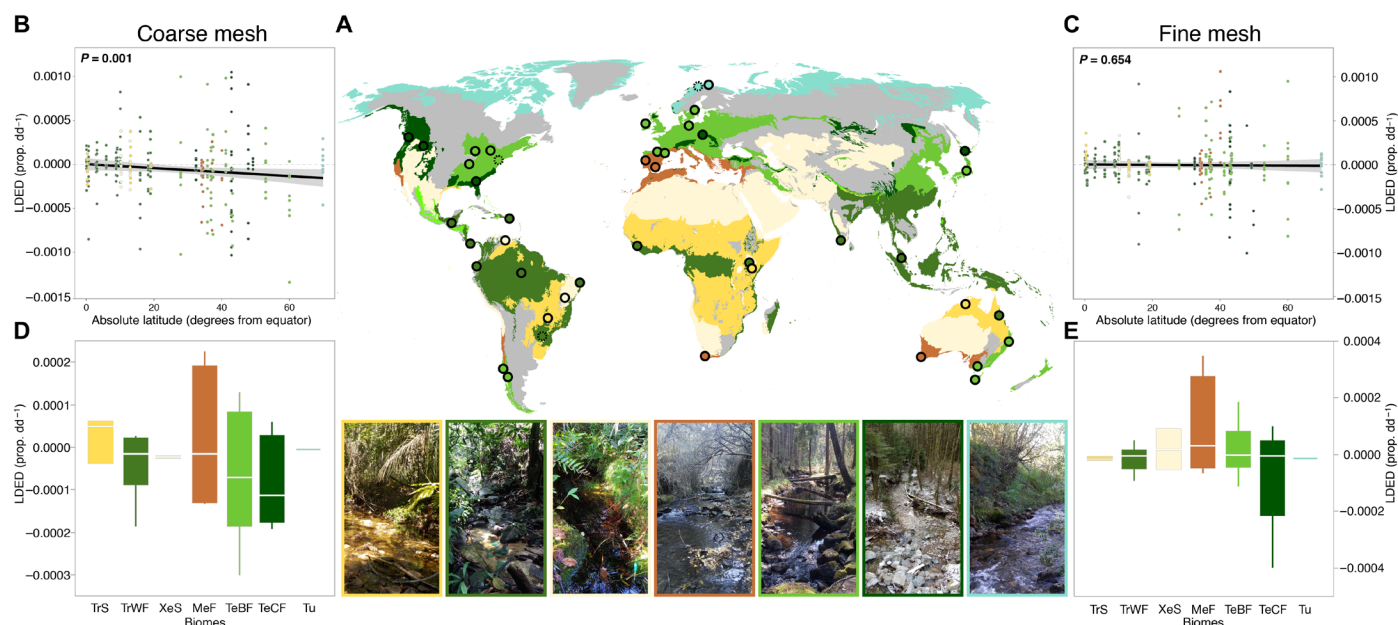 B
Coarse mesh
A
C
Fine mesh
P = 0.001
0.0010
0.0005
0.0000
−0.0005
−0.0010
−0.0015
LDED (prop. dd⁻¹)
0
20
40
60
Absolute latitude (degrees from equator)
P = 0.654
0.0010
0.0005
0.0000
−0.0005
−0.0010
−0.0015
LDED (prop. dd⁻¹)
0
20
40
60
Absolute latitude (degrees from equator)
D
0.0002
0.0001
0.0000
−0.0001
−0.0002
−0.0003
LDED (prop. dd⁻¹)
TrS TrWF XeS MeF TeBF TeCF Tu
Biomes
E
0.0004
0.0002
0.0000
−0.0002
−0.0004
LDED (prop. dd⁻¹)
TrS TrWF XeS MeF TeBF TeCF Tu
Biomes